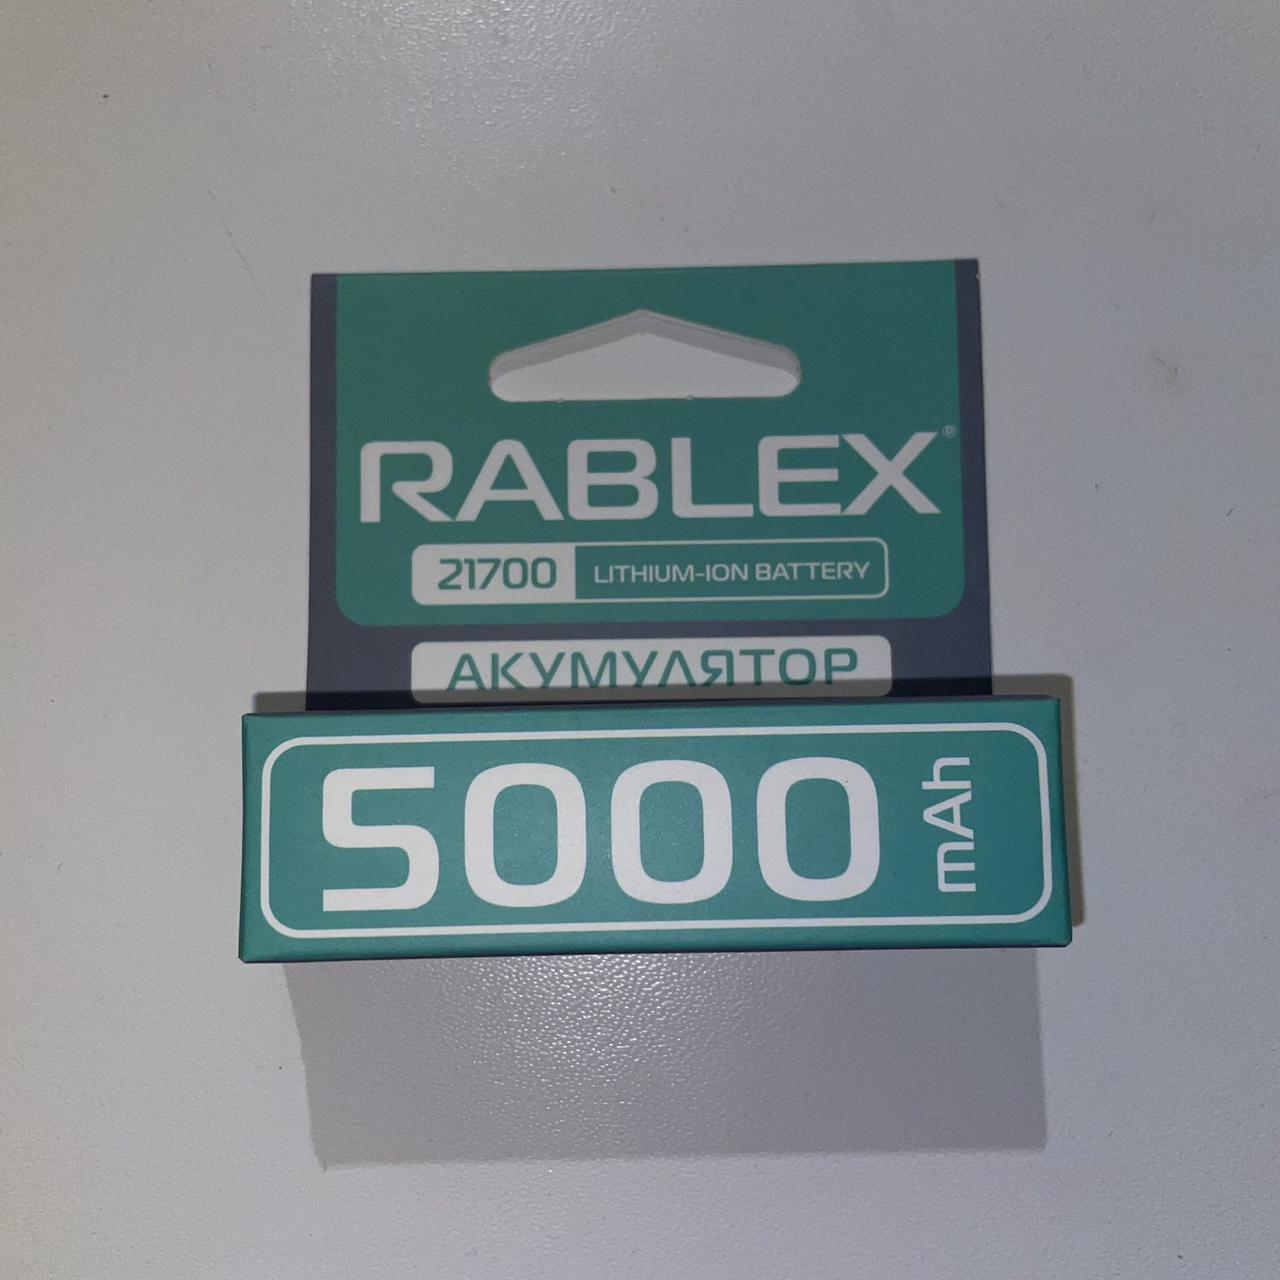 RABLEX®
21700 LITHIUM-ION BATTERY
АКУМУЛЯТОР
5000 mAh